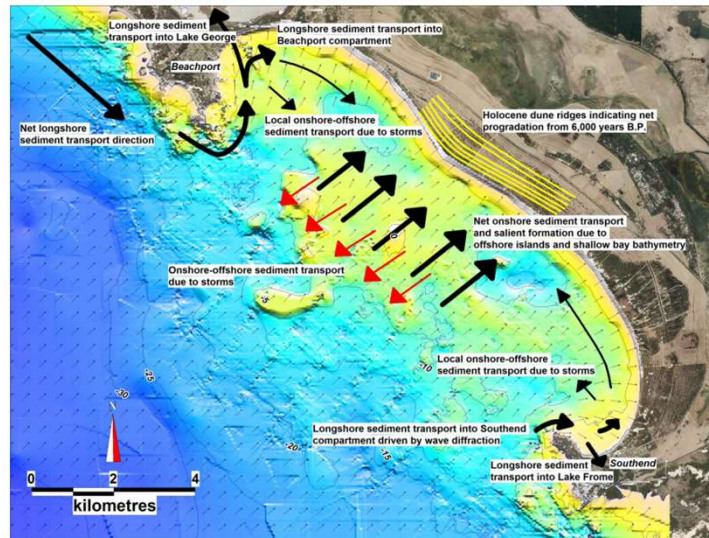 Longshore sediment
transport into Lake George
Longshore sediment transport into
Beachport compartment
Beachport
Net longshore
sediment transport direction
Local onshore-offshore
sediment transport due to storms
Holocene dune ridges indicating net
progradation from 6,000 years B.P.
Net onshore sediment transport
and salient formation due to
offshore islands and shallow bay bathymetry
Onshore-offshore sediment transport
due to storms
-5
Local onshore-offshore
sediment transport due to storms
-10
-25
-30
Longshore sediment transport into Southend
compartment driven by wave diffraction
-20
-15
Longshore sediment
transport into Lake Frome
Southend
0 2 4
kilometres